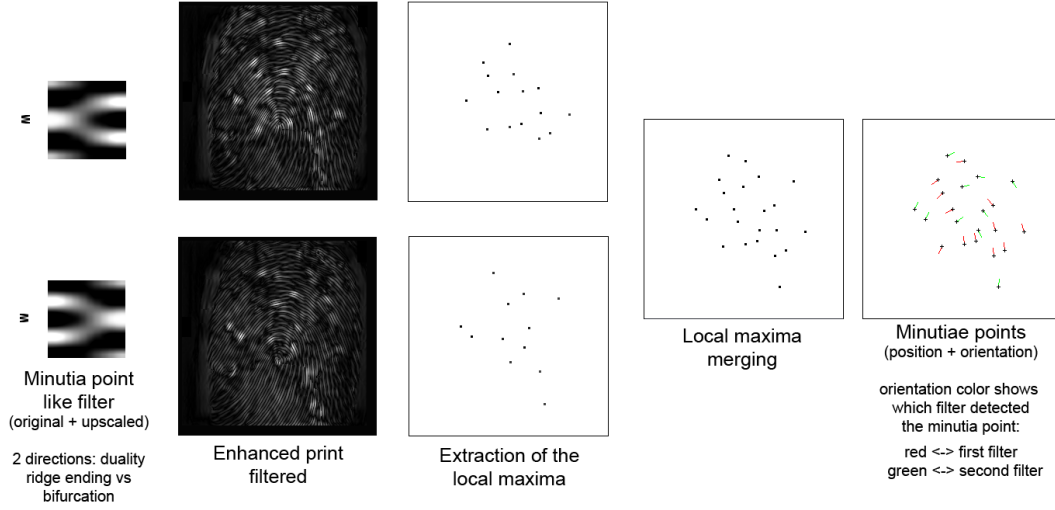 Minutia point
like filter
(original + upscaled)
2 directions: duality
ridge ending vs
bifurcation
Enhanced print
filtered
Extraction of the
local maxima
Local maxima
merging
Minutiae points
(position + orientation)
orientation color shows
which filter detected
the minutia point:
red <-> first filter
green <-> second filter